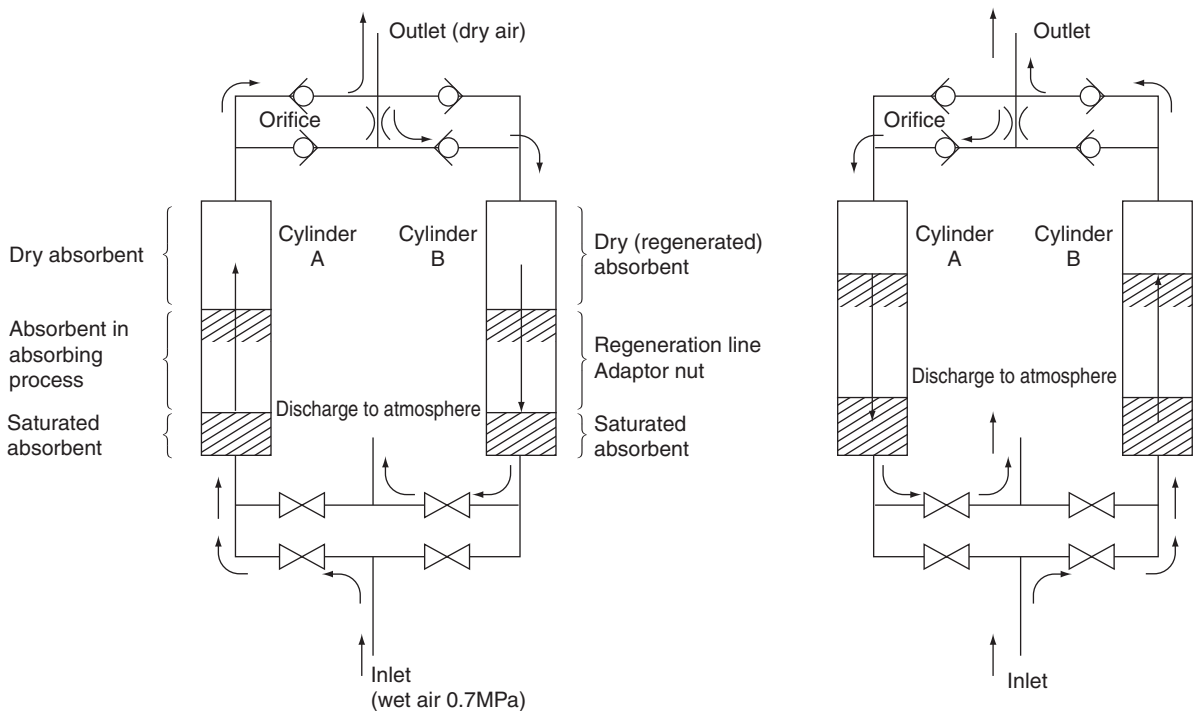 Outlet (dry air)
Orifice
Cylinder
A
Cylinder
B
Dry absorbent
Absorbent in
absorbing
process
Saturated
absorbent
Dry (regenerated)
absorbent
Regeneration line
Adaptor nut
Saturated
absorbent
Discharge to atmosphere
Inlet
(wet air 0.7MPa)
Outlet
Orifice
Cylinder
A
Cylinder
B
Discharge to atmosphere
Inlet